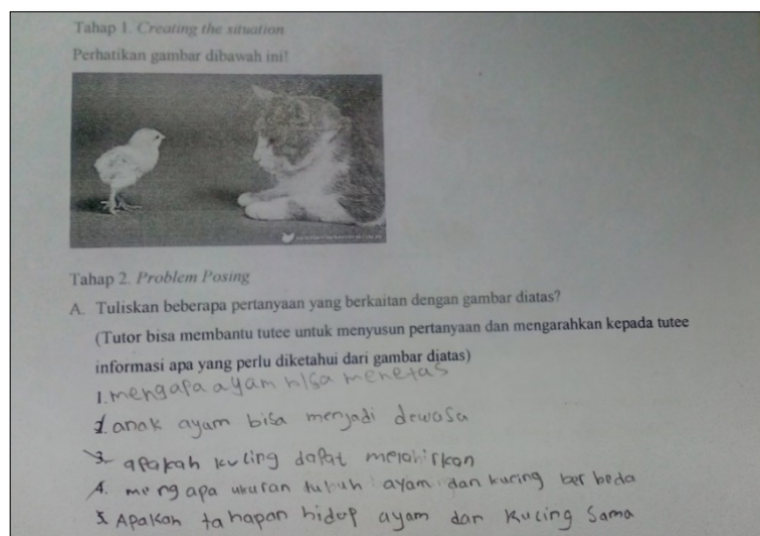 Tahap 1. Creating the situation
Perhatikan gambar dibawah ini!
Tahap 2. Problem Posing
A. Tuliskan beberapa pertanyaan yang berkaitan dengan gambar diatas?
(Tutor bisa membantu tutee untuk menyusun pertanyaan dan mengarahkan kepada tutee
informasi apa yang perlu diketahui dari gambar diatas)
1. mengapa ayam bisa menetas
2. anak ayam bisa menjadi dewasa
3. apakah kucing dapat melahirkan
4. mengapa ukuran tubuh ayam dan kucing ber beda
5. Apakah tahapan hidup ayam dan kucing sama